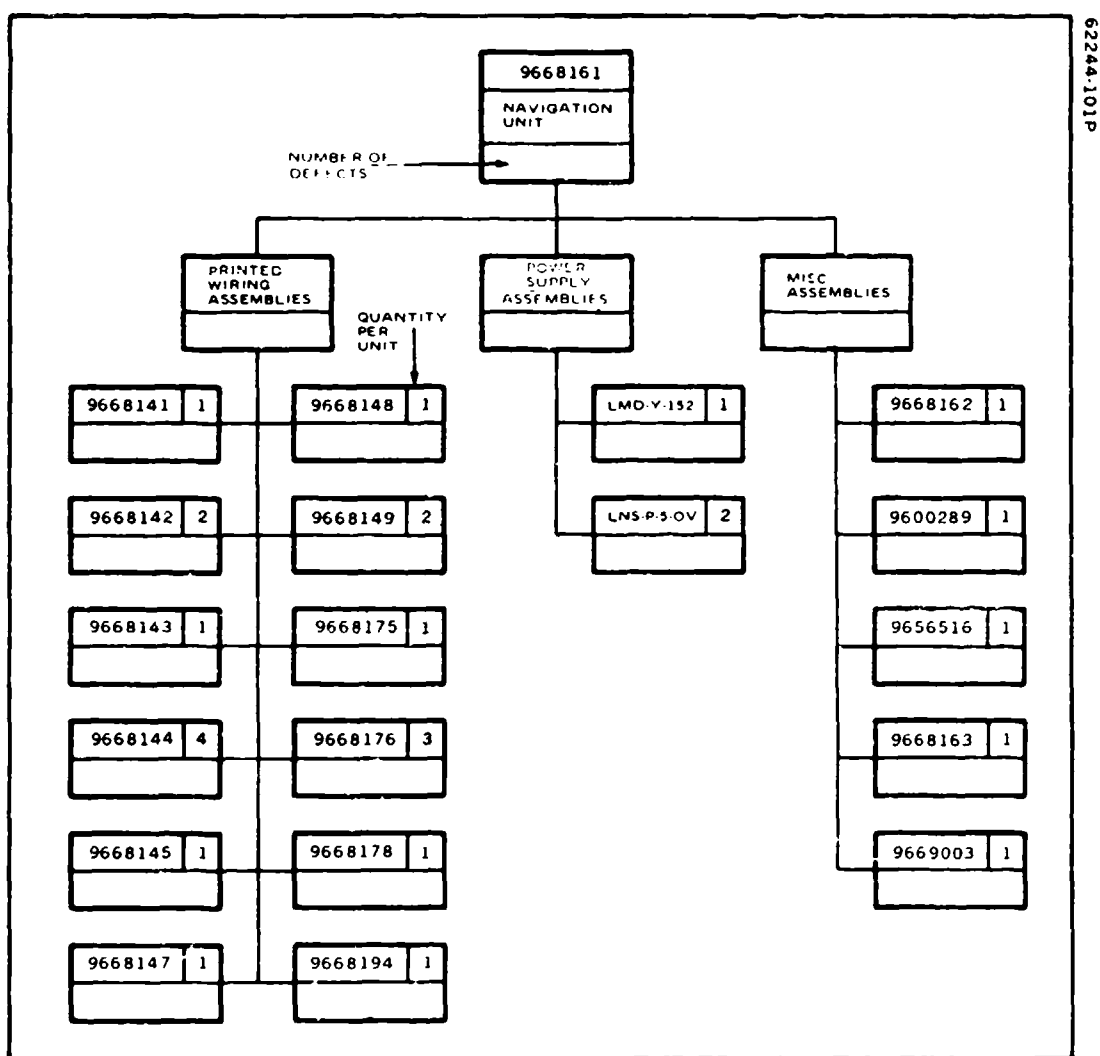 62244-101P
9668161
NAVIGATION
UNIT
NUMBER OF
DEFECTS
PRINTED
WIRING
ASSEMBLIES
POWER
SUPPLY
ASSEMBLIES
MISC
ASSEMBLIES
QUANTITY
PER
UNIT
9668141 1
9668148 1
LMD-Y-152 1
9668162 1
9668142 2
9668149 2
LNS-P-5-OV 2
9600289 1
9668143 1
9668175 1
9656516 1
9668144 4
9668176 3
9668163 1
9668145 1
9668178 1
9669003 1
9668147 1
9668194 1